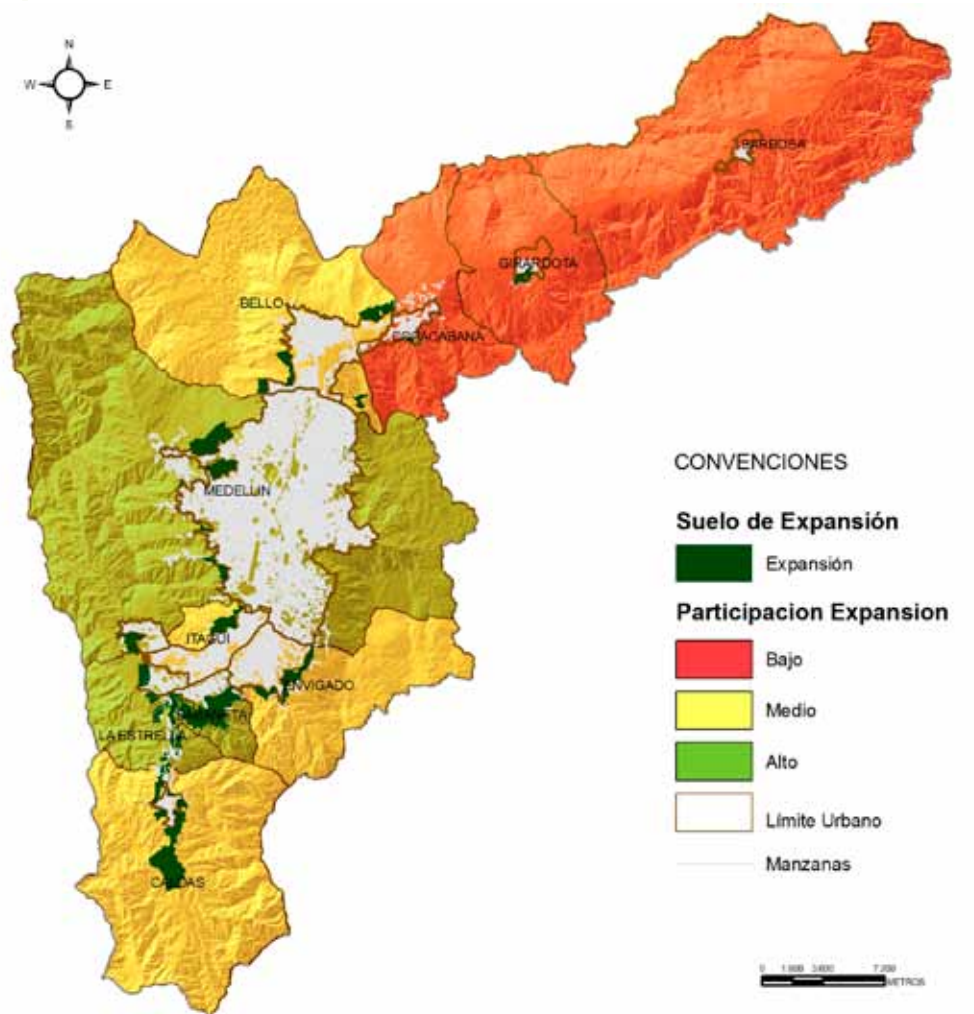 N
W E
S
BARBOSA
GIRARDOTA
BELLO
COPACABANA
MEDELLIN
ITAGUI
ENVIGADO
LA ESTRELLA
CALDAS
CONVENCIONES
Suelo de Expansión
Expansión
Participacion Expansion
Bajo
Medio
Alto
Límite Urbano
Manzanas
METROS